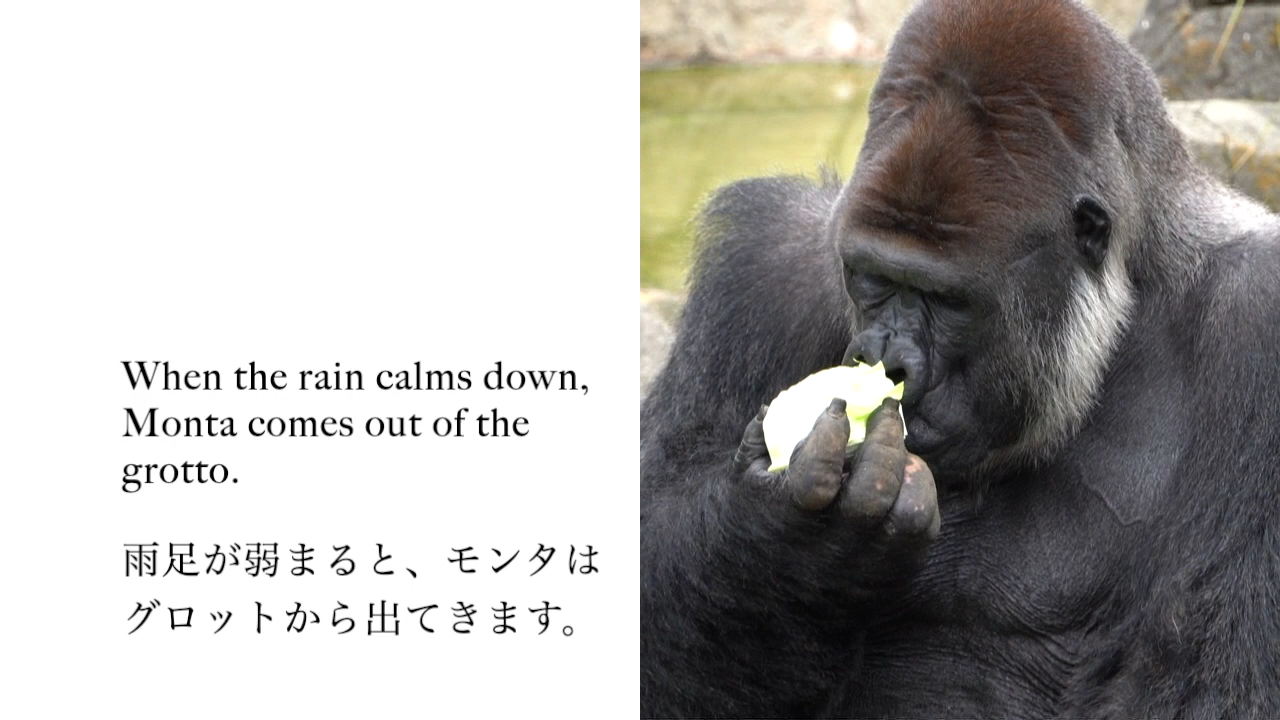 When the rain calms down,
Monta comes out of the
grotto.
雨足が弱まると、モンタは
グロットから出てきます。